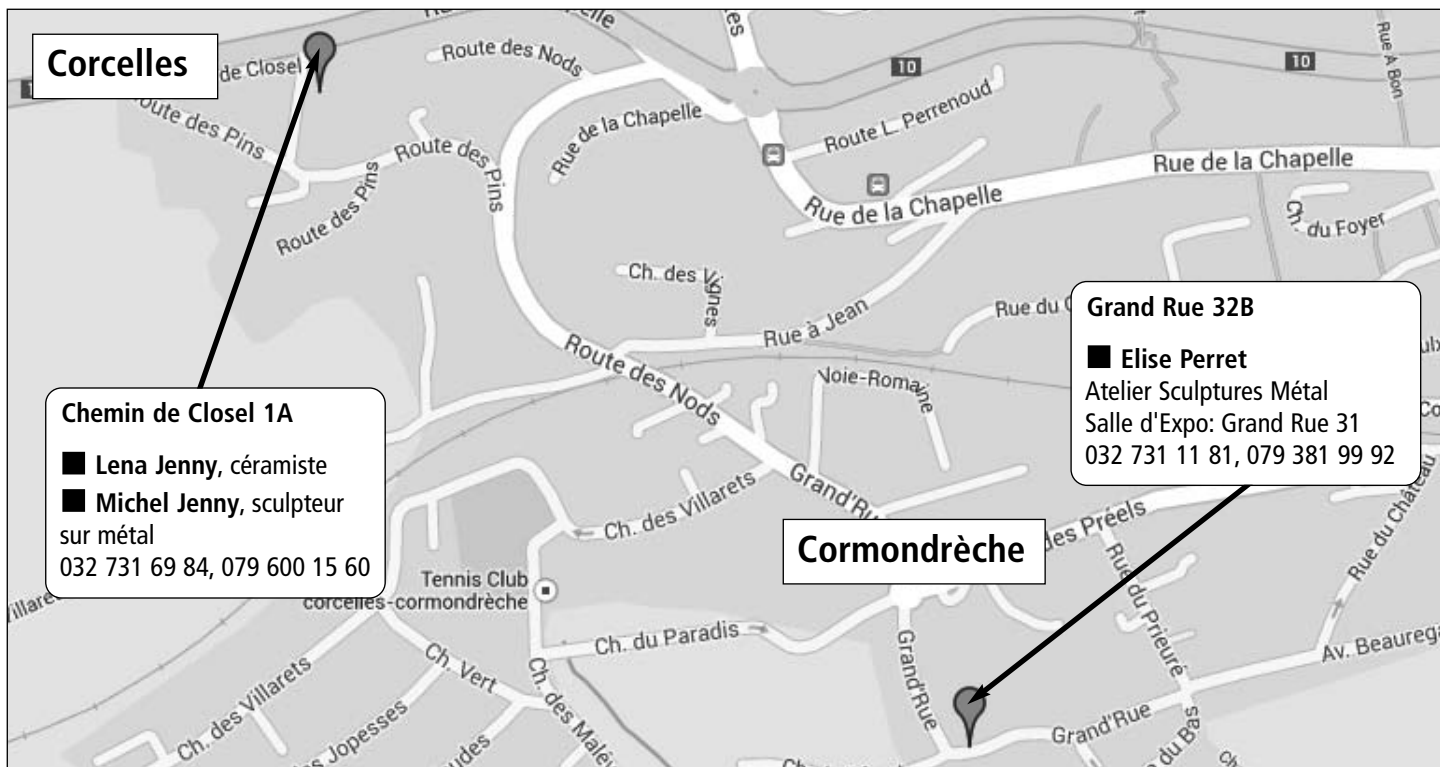 Corcelles
de Closel
Route des Nods
10
10
Rue A Bon
Route des Pins
Route des Pins
Route des Pins
Rue de la Chapelle
Route L. Perrenoud
Rue de la Chapelle
Rue de la Chapelle
Ch. du Foyer
Ch. des Vignes
Rue à Jean
Rue du
Route des Nods
Voie-Romaine
Grand Rue 32B
■ Elise Perret
Atelier Sculptures Métal
Salle d'Expo: Grand Rue 31
032 731 11 81, 079 381 99 92
Chemin de Closel 1A
■ Lena Jenny, céramiste
■ Michel Jenny, sculpteur
sur métal
032 731 69 84, 079 600 15 60
Ch. des Villarets
Grand'Ru
Cormondrèche
des Préels
Rue du Château
Rue du Prieuré
Tennis Club
corcelles-cormondrèche
Ch. du Paradis
Grand'Rue
Av. Beaurega
Ch. Vert
Ch. des Villarets
Jopesses
Ch. des Malév
Grand'Rue